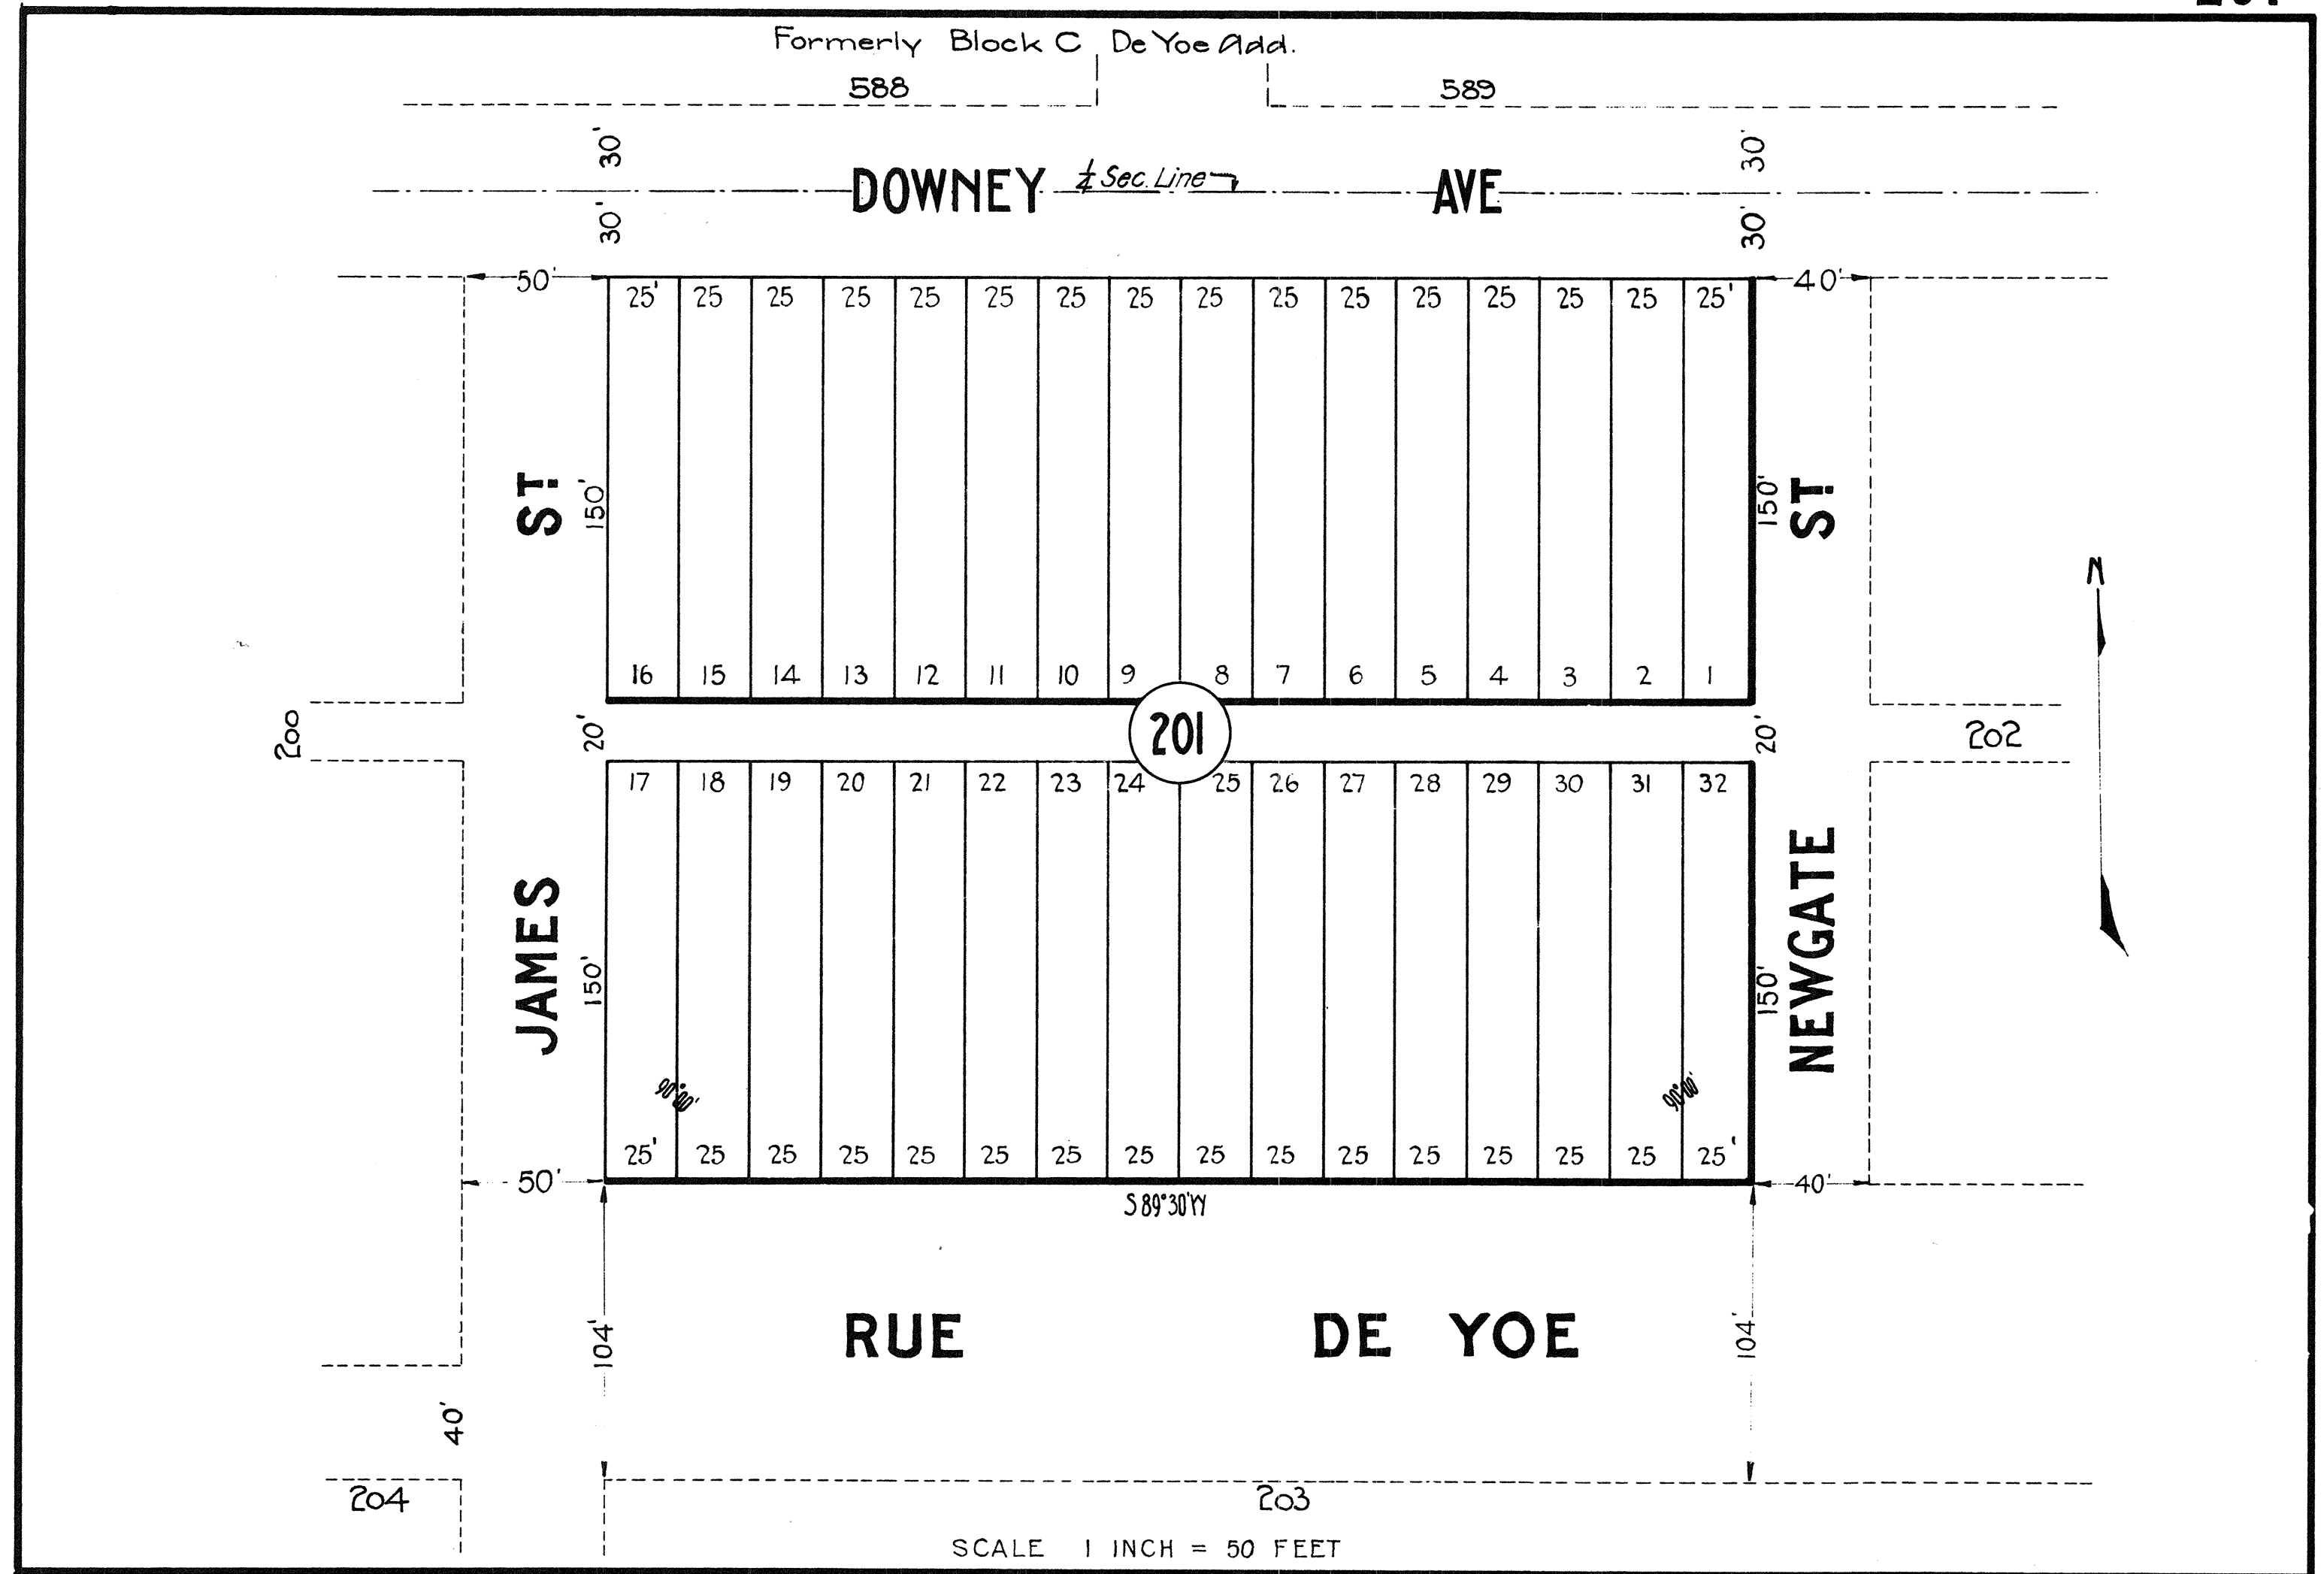 Formerly Block C De Yoe Add.
588 589
30' 30'
DOWNEY ¼ Sec. Line AVE
30' 30'
50' 40'
25' 25 25 25 25 25 25 25 25 25 25 25 25 25 25 25'
ST. 150' 150' ST.
N
16 15 14 13 12 11 10 9 8 7 6 5 4 3 2 1
200 20' 201 20' 202
17 18 19 20 21 22 23 24 25 26 27 28 29 30 31 32
JAMES 150' 150' NEWGATE
90°00' 90°00'
25' 25 25 25 25 25 25 25 25 25 25 25 25 25 25 25'
50' 40'
S 89°30' W
104' RUE DE YOE 104'
40'
204 203
SCALE 1 INCH = 50 FEET